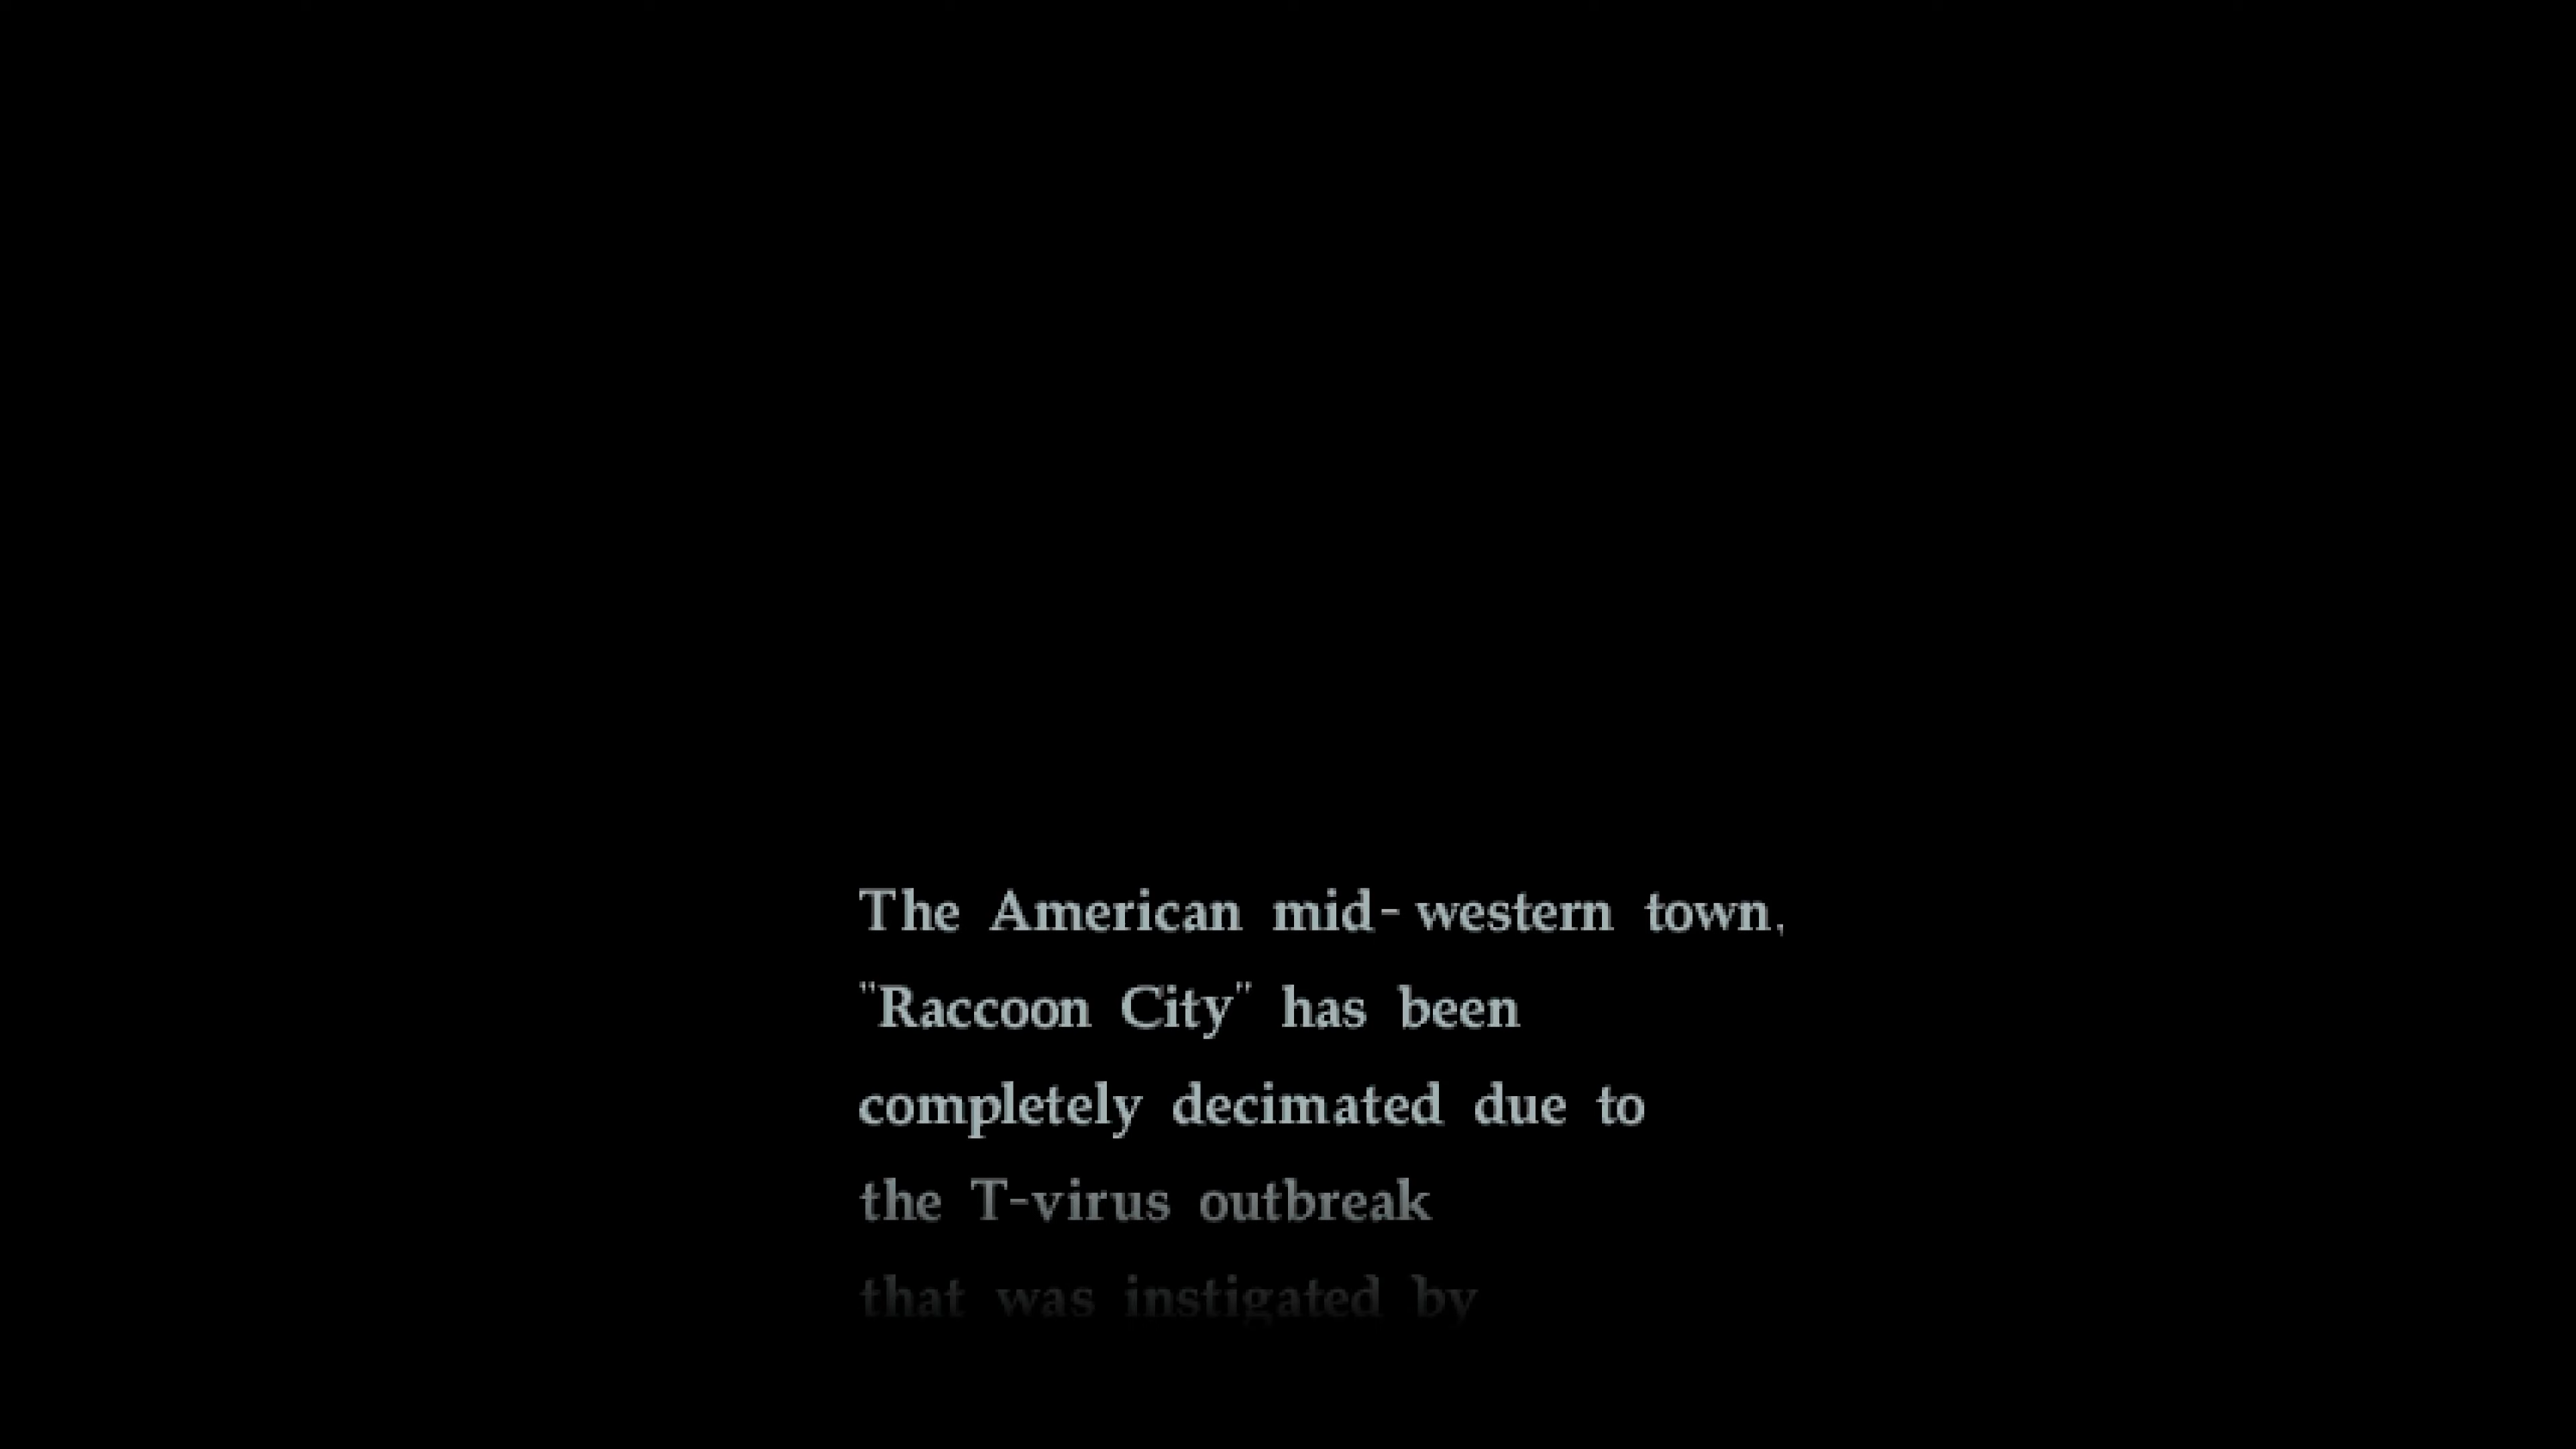 The American mid-western town,
"Raccoon City" has been
completely decimated due to
the T-virus outbreak
that was instigated by